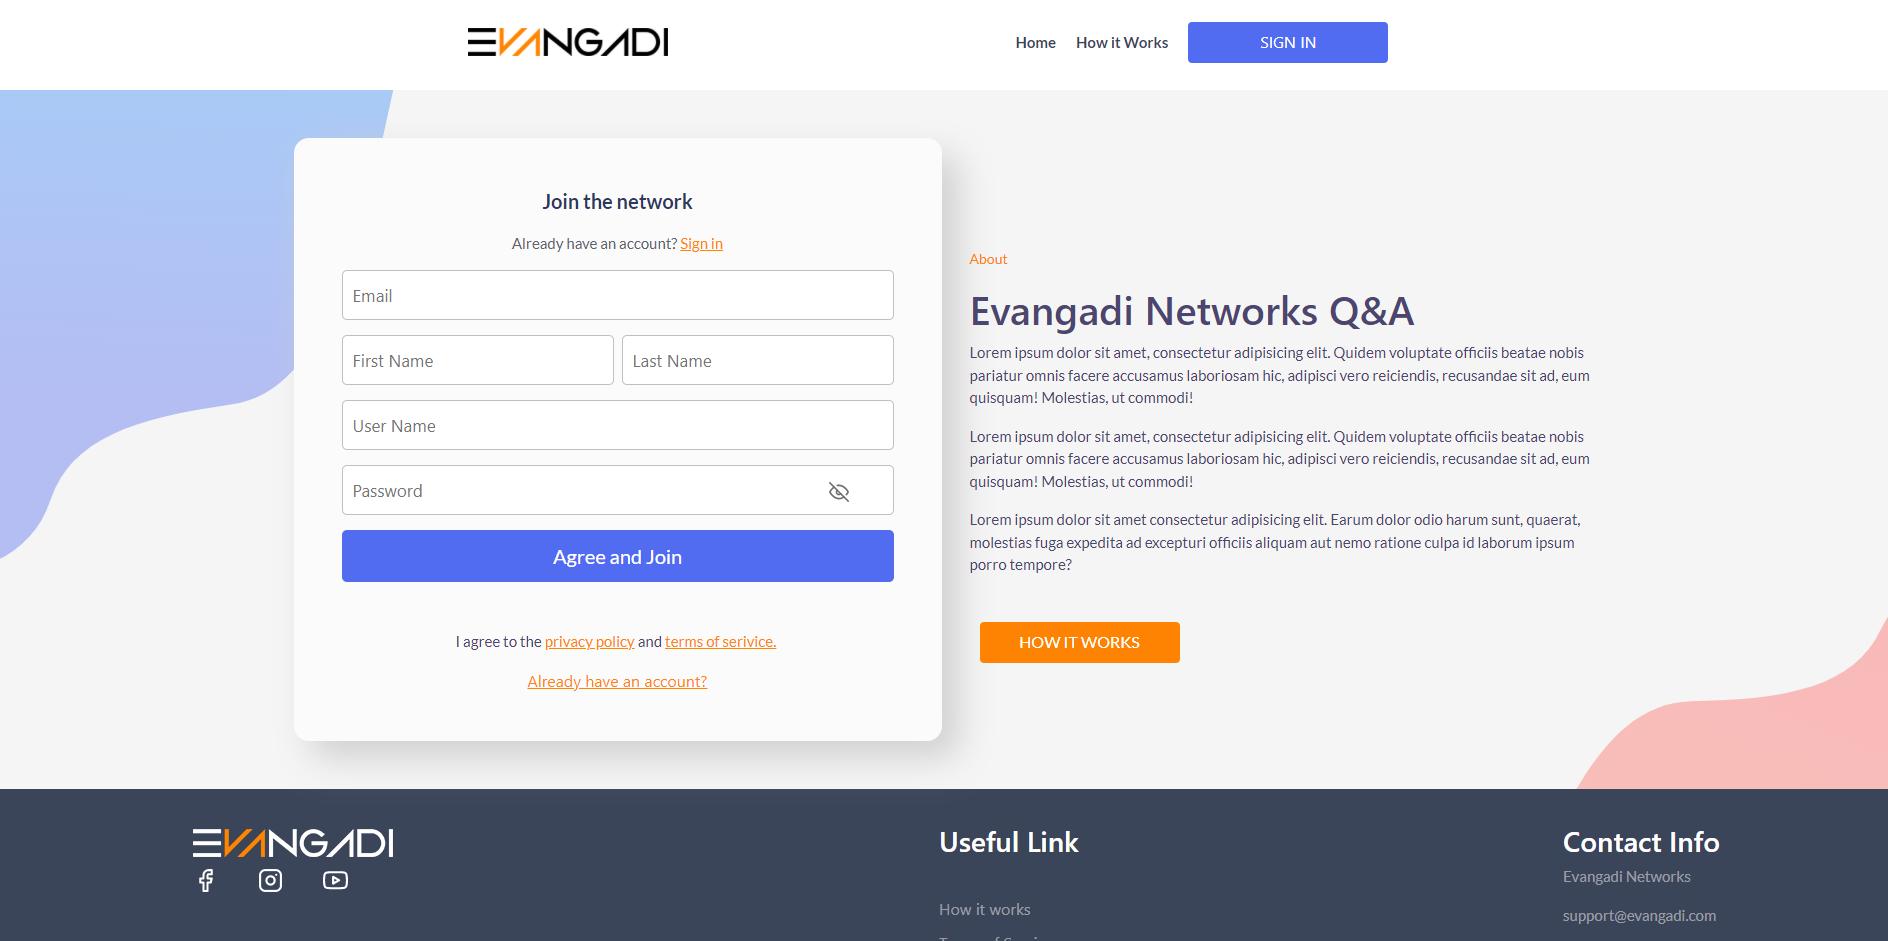 EVANGADI
Home
How it Works
SIGN IN
Join the network
Already have an account? Sign in
Email
First Name
Last Name
User Name
Password
Agree and Join
I agree to the privacy policy and terms of serivice.
Already have an account?
About
Evangadi Networks Q&A
Lorem ipsum dolor sit amet, consectetur adipisicing elit. Quidem voluptate officiis beatae nobis
pariatur omnis facere accusamus laboriosam hic, adipisci vero reiciendis, recusandae sit ad, eum
quisquam! Molestias, ut commodi!
Lorem ipsum dolor sit amet, consectetur adipisicing elit. Quidem voluptate officiis beatae nobis
pariatur omnis facere accusamus laboriosam hic, adipisci vero reiciendis, recusandae sit ad, eum
quisquam! Molestias, ut commodi!
Lorem ipsum dolor sit amet consectetur adipisicing elit. Earum dolor odio harum sunt, quaerat,
molestias fuga expedita ad excepturi officiis aliquam aut nemo ratione culpa id laborum ipsum
porro tempore?
HOW IT WORKS
EVANGADI
Useful Link
How it works
Contact Info
Evangadi Networks
support@evangadi.com